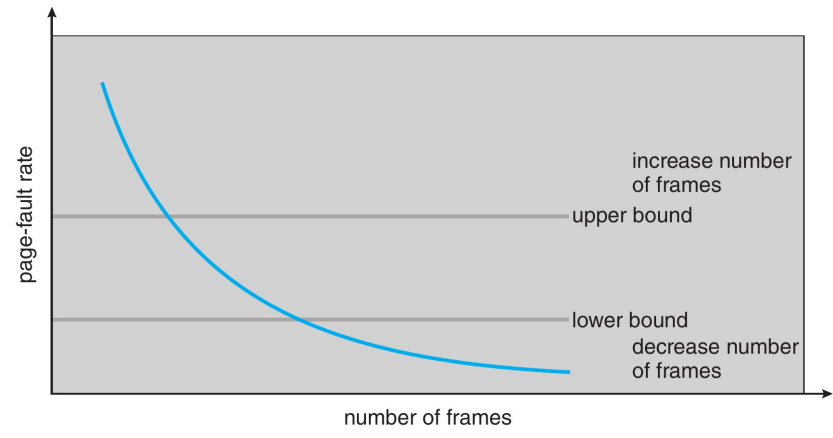 page-fault rate
increase number
of frames
upper bound
lower bound
decrease number
of frames
number of frames